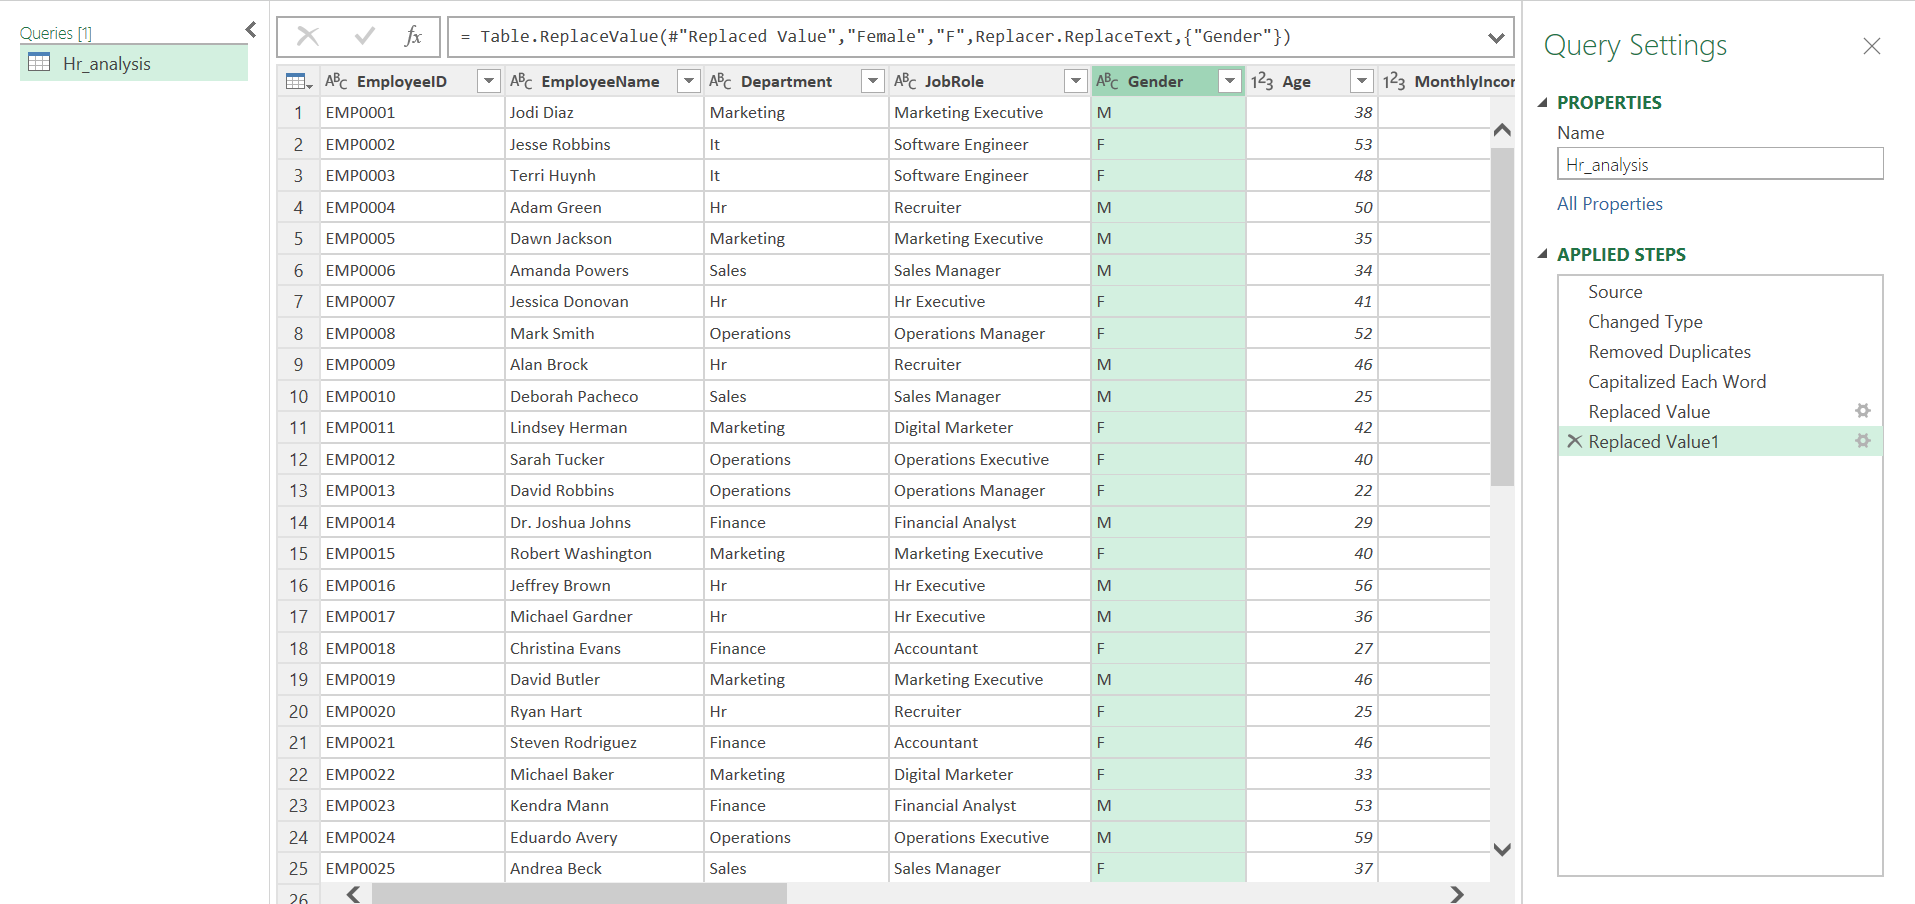 Queries [1]
Hr_analysis
fx = Table.ReplaceValue(#"Replaced Value","Female","F",Replacer.ReplaceText,{"Gender"})
ABC EmployeeID ABC EmployeeName ABC Department ABC JobRole ABC Gender 123 Age 123 MonthlyIncor
1 EMP0001 Jodi Diaz Marketing Marketing Executive M 38
2 EMP0002 Jesse Robbins It Software Engineer F 53
3 EMP0003 Terri Huynh It Software Engineer F 48
4 EMP0004 Adam Green Hr Recruiter M 50
5 EMP0005 Dawn Jackson Marketing Marketing Executive M 35
6 EMP0006 Amanda Powers Sales Sales Manager M 34
7 EMP0007 Jessica Donovan Hr Hr Executive F 41
8 EMP0008 Mark Smith Operations Operations Manager F 52
9 EMP0009 Alan Brock Hr Recruiter M 46
10 EMP0010 Deborah Pacheco Sales Sales Manager M 25
11 EMP0011 Lindsey Herman Marketing Digital Marketer F 42
12 EMP0012 Sarah Tucker Operations Operations Executive F 40
13 EMP0013 David Robbins Operations Operations Manager F 22
14 EMP0014 Dr. Joshua Johns Finance Financial Analyst M 29
15 EMP0015 Robert Washington Marketing Marketing Executive F 40
16 EMP0016 Jeffrey Brown Hr Hr Executive M 56
17 EMP0017 Michael Gardner Hr Hr Executive M 36
18 EMP0018 Christina Evans Finance Accountant F 27
19 EMP0019 David Butler Marketing Marketing Executive M 46
20 EMP0020 Ryan Hart Hr Recruiter F 25
21 EMP0021 Steven Rodriguez Finance Accountant F 46
22 EMP0022 Michael Baker Marketing Digital Marketer F 33
23 EMP0023 Kendra Mann Finance Financial Analyst M 53
24 EMP0024 Eduardo Avery Operations Operations Executive M 59
25 EMP0025 Andrea Beck Sales Sales Manager F 37
26
Query Settings
PROPERTIES
Name
Hr_analysis
All Properties
APPLIED STEPS
Source
Changed Type
Removed Duplicates
Capitalized Each Word
Replaced Value
Replaced Value1